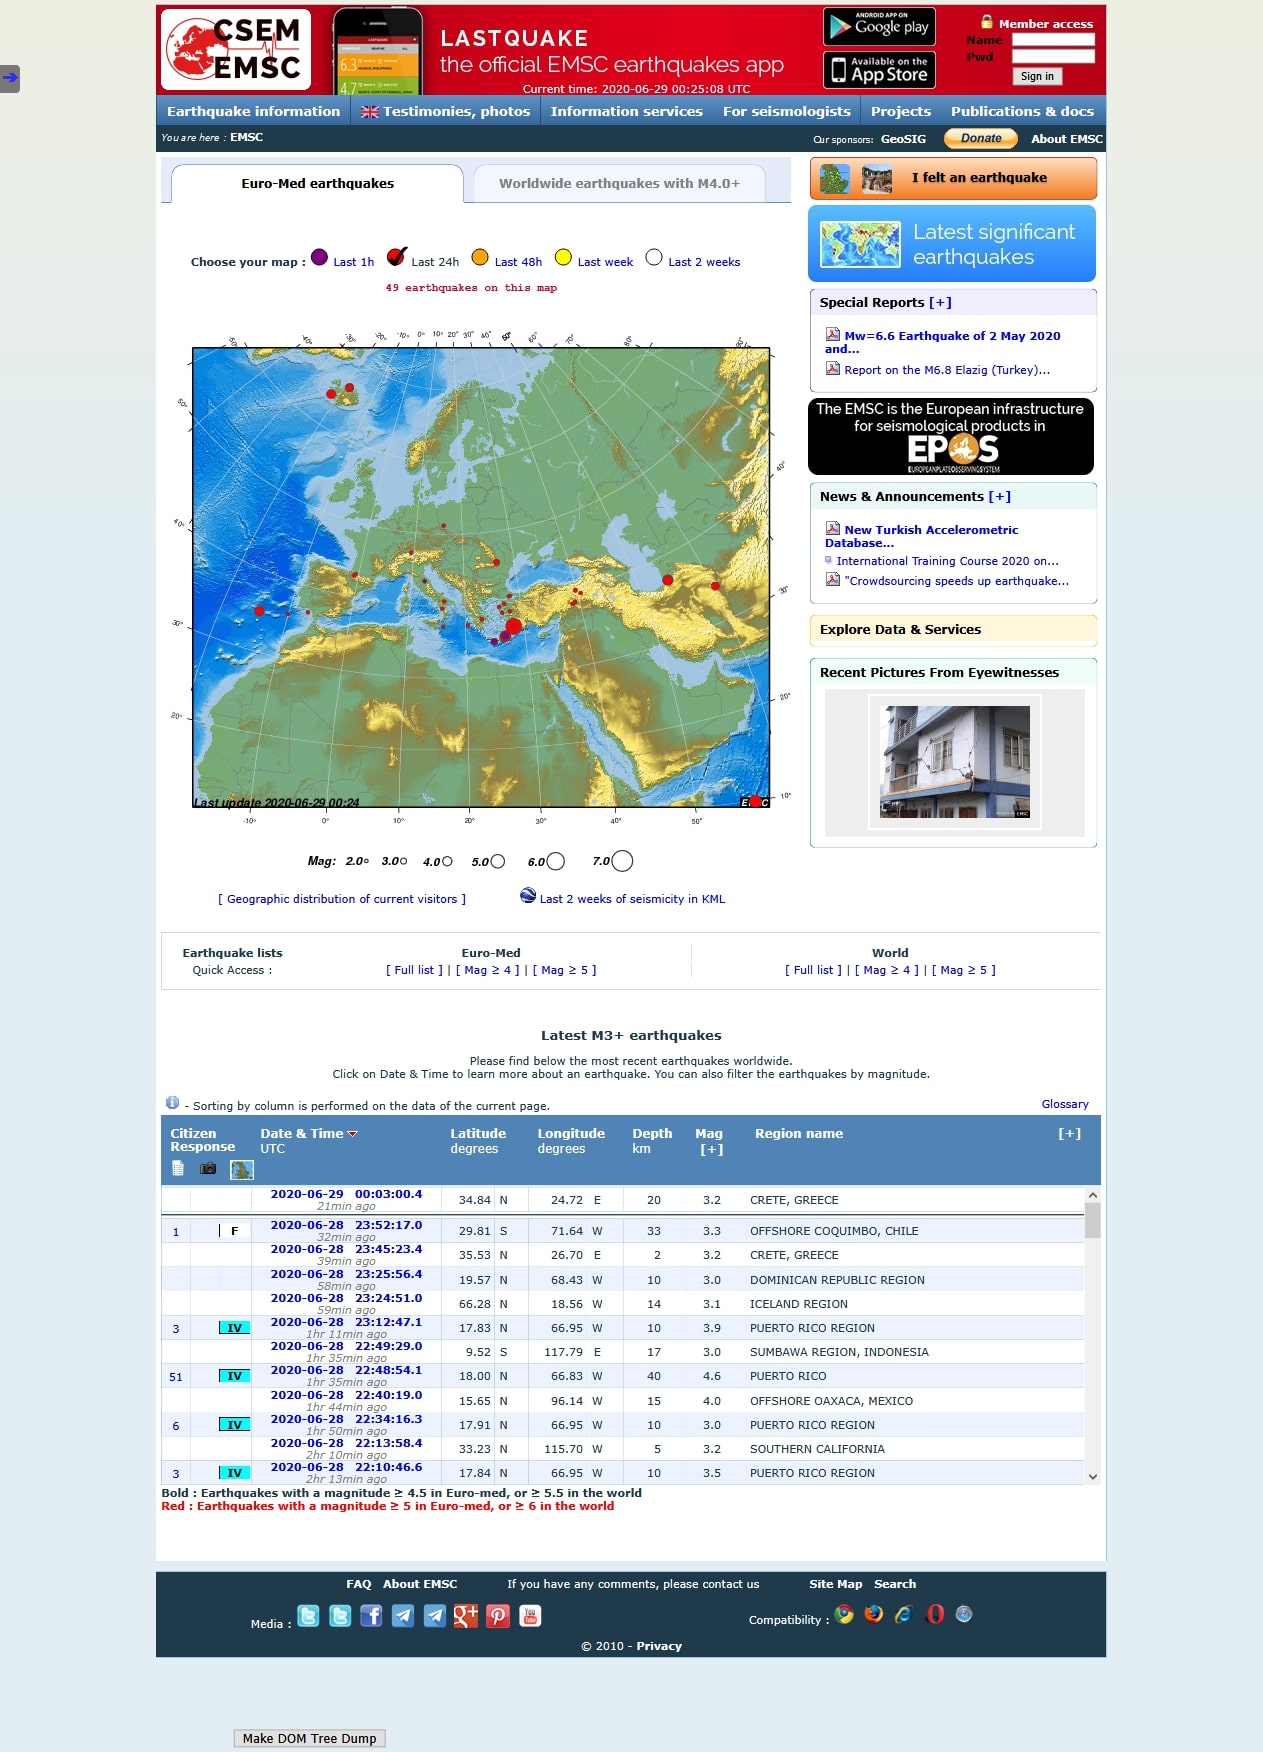 CSEM
EMSC
LASTQUAKE
the official EMSC earthquakes app
Current time: 2020-06-29 00:25:08 UTC
ANDROID APP ON
Google play
Available on the
App Store
Member access
Name
Pwd
Sign in
Earthquake information
Testimonies, photos
Information services
For seismologists
Projects
Publications & docs
You are here : EMSC
Our sponsors: GeoSIG
Donate
About EMSC
Euro-Med earthquakes
Worldwide earthquakes with M4.0+
Choose your map : Last 1h Last 24h Last 48h Last week Last 2 weeks
49 earthquakes on this map
Last update 2020-06-29 00:24
Mag: 2.0 3.0 4.0 5.0 6.0 7.0
[ Geographic distribution of current visitors ]
Last 2 weeks of seismicity in KML
I felt an earthquake
Latest significant
earthquakes
Special Reports [+]
Mw=6.6 Earthquake of 2 May 2020
and...
Report on the M6.8 Elazig (Turkey)...
The EMSC is the European infrastructure
for seismological products in
EPOS
EUROPEAN PLATE OBSERVING SYSTEM
News & Announcements [+]
New Turkish Accelerometric
Database...
International Training Course 2020 on...
"Crowdsourcing speeds up earthquake...
Explore Data & Services
Recent Pictures From Eyewitnesses
Earthquake lists
Quick Access :
Euro-Med
[ Full list ] | [ Mag ≥ 4 ] | [ Mag ≥ 5 ]
World
[ Full list ] | [ Mag ≥ 4 ] | [ Mag ≥ 5 ]
Latest M3+ earthquakes
Please find below the most recent earthquakes worldwide.
Click on Date & Time to learn more about an earthquake. You can also filter the earthquakes by magnitude.
- Sorting by column is performed on the data of the current page.
Glossary
Citizen Response Date & Time UTC Latitude degrees Longitude degrees Depth km Mag [+] Region name [+]
2020-06-29 00:03:00.4 34.84 N 24.72 E 20 3.2 CRETE, GREECE
21min ago
1 F 2020-06-28 23:52:17.0 29.81 S 71.64 W 33 3.3 OFFSHORE COQUIMBO, CHILE
32min ago
2020-06-28 23:45:23.4 35.53 N 26.70 E 2 3.2 CRETE, GREECE
39min ago
2020-06-28 23:25:56.4 19.57 N 68.43 W 10 3.0 DOMINICAN REPUBLIC REGION
58min ago
2020-06-28 23:24:51.0 66.28 N 18.56 W 14 3.1 ICELAND REGION
59min ago
3 IV 2020-06-28 23:12:47.1 17.83 N 66.95 W 10 3.9 PUERTO RICO REGION
1hr 11min ago
2020-06-28 22:49:29.0 9.52 S 117.79 E 17 3.0 SUMBAWA REGION, INDONESIA
1hr 35min ago
51 IV 2020-06-28 22:48:54.1 18.00 N 66.83 W 40 4.6 PUERTO RICO
1hr 35min ago
2020-06-28 22:40:19.0 15.65 N 96.14 W 15 4.0 OFFSHORE OAXACA, MEXICO
1hr 44min ago
6 IV 2020-06-28 22:34:16.3 17.91 N 66.95 W 10 3.0 PUERTO RICO REGION
1hr 50min ago
2020-06-28 22:13:58.4 33.23 N 115.70 W 5 3.2 SOUTHERN CALIFORNIA
2hr 10min ago
3 IV 2020-06-28 22:10:46.6 17.84 N 66.95 W 10 3.5 PUERTO RICO REGION
2hr 13min ago
Bold : Earthquakes with a magnitude ≥ 4.5 in Euro-med, or ≥ 5.5 in the world
Red : Earthquakes with a magnitude ≥ 5 in Euro-med, or ≥ 6 in the world
FAQ About EMSC If you have any comments, please contact us Site Map Search
Media :
Compatibility :
© 2010 - Privacy
Make DOM Tree Dump